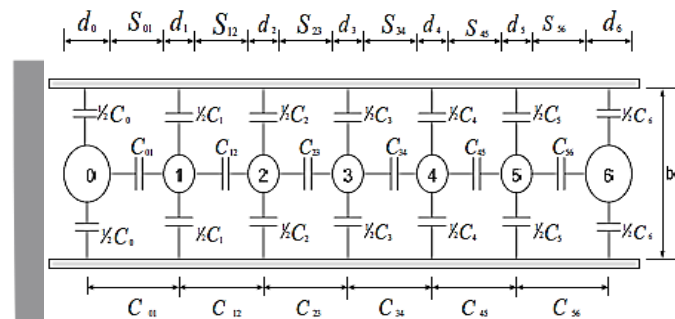 d₀ S₀₁ d₁ S₁₂ d₂ S₂₃ d₃ S₃₄ d₄ S₄₅ d₅ S₅₆ d₆
½C₀ ½C₁ ½C₂ ½C₃ ½C₄ ½C₅ ½C₆
C₀₁ C₁₂ C₂₃ C₃₄ C₄₅ C₅₆
0 1 2 3 4 5 6 b
½C₀ ½C₁ ½C₂ ½C₃ ½C₄ ½C₅ ½C₆
C₀₁ C₁₂ C₂₃ C₃₄ C₄₅ C₅₆